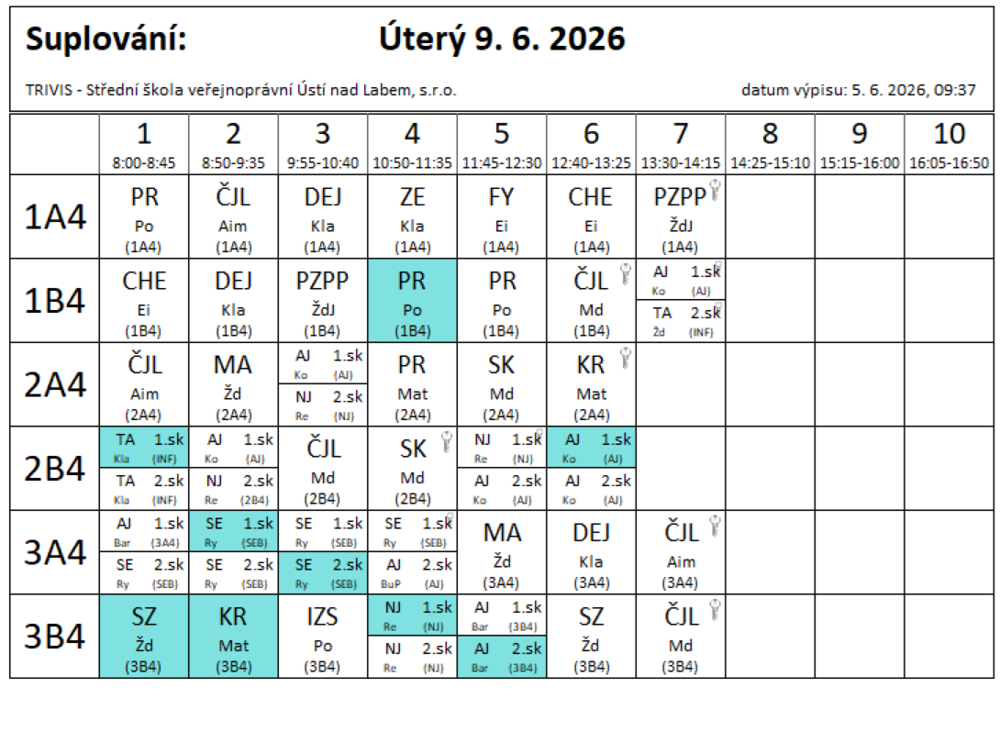 Suplování: Úterý 9. 6. 2026
TRIVIS - Střední škola veřejnoprávní Ústí nad Labem, s.r.o. datum výpisu: 5. 6. 2026, 09:37
1 2 3 4 5 6 7 8 9 10
8:00-8:45 8:50-9:35 9:55-10:40 10:50-11:35 11:45-12:30 12:40-13:25 13:30-14:15 14:25-15:10 15:15-16:00 16:05-16:50
1A4
PR ČJL DEJ ZE FY CHE PZPP
Po Aim Kla Kla Ei Ei ŽdJ
(1A4) (1A4) (1A4) (1A4) (1A4) (1A4) (1A4)
1B4
CHE DEJ PZPP PR PR ČJL
Ei Kla ŽdJ Po Po Md
(1B4) (1B4) (1B4) (1B4) (1B4) (1B4)
AJ 1.sk
Ko (AJ)
TA 2.sk
Žd (INF)
2A4
ČJL MA
Aim Žd
(2A4) (2A4)
AJ 1.sk
Ko (AJ)
NJ 2.sk
Re (NJ)
PR SK KR
Mat Md Mat
(2A4) (2A4) (2A4)
2B4
TA 1.sk AJ 1.sk
Kla (INF) Ko (AJ)
TA 2.sk NJ 2.sk
Kla (INF) Re (2B4)
ČJL SK
Md Md
(2B4) (2B4)
NJ 1.sk AJ 1.sk
Re (NJ) Ko (AJ)
AJ 2.sk AJ 2.sk
Ko (AJ) Ko (AJ)
3A4
AJ 1.sk SE 1.sk SE 1.sk SE 1.sk
Bar (3A4) Ry (SEB) Ry (SEB) Ry (SEB)
SE 2.sk SE 2.sk SE 2.sk AJ 2.sk
Ry (SEB) Ry (SEB) Ry (SEB) BuP (AJ)
MA DEJ ČJL
Žd Kla Aim
(3A4) (3A4) (3A4)
3B4
SZ KR IZS
Žd Mat Po
(3B4) (3B4) (3B4)
NJ 1.sk AJ 1.sk
Re (NJ) Bar (3B4)
NJ 2.sk AJ 2.sk
Re (NJ) Bar (3B4)
SZ ČJL
Žd Md
(3B4) (3B4)